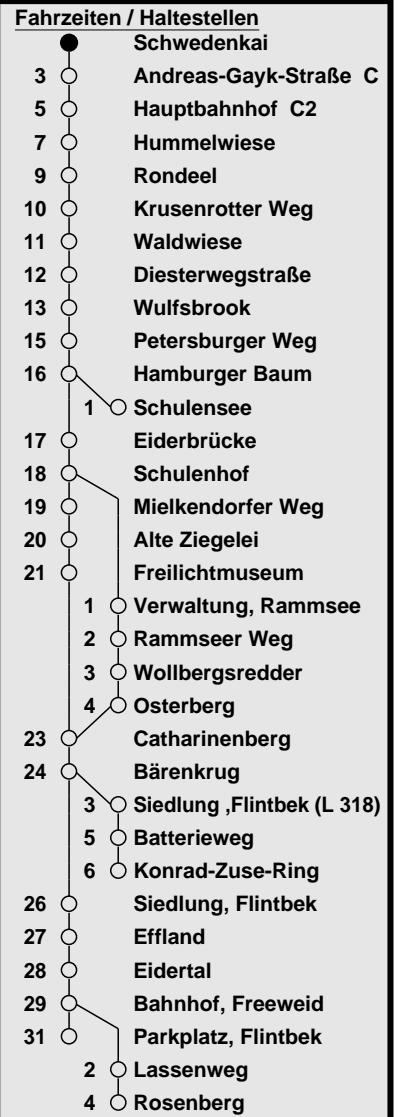 Fahrzeiten / Haltestellen
Schwedenkai
3 Andreas-Gayk-Straße C
5 Hauptbahnhof C2
7 Hummelwiese
9 Rondeel
10 Krusenrotter Weg
11 Waldwiese
12 Diesterwegstraße
13 Wulfsbrook
15 Petersburger Weg
16 Hamburger Baum
1 Schulensee
17 Eiderbrücke
18 Schulenhof
19 Mielkendorfer Weg
20 Alte Ziegelei
21 Freilichtmuseum
1 Verwaltung, Rammsee
2 Rammseer Weg
3 Wollbergsredder
4 Osterberg
23 Catharinenberg
24 Bärenkrug
3 Siedlung ,Flintbek (L 318)
5 Batterieweg
6 Konrad-Zuse-Ring
26 Siedlung, Flintbek
27 Effland
28 Eidertal
29 Bahnhof, Freeweid
31 Parkplatz, Flintbek
2 Lassenweg
4 Rosenberg